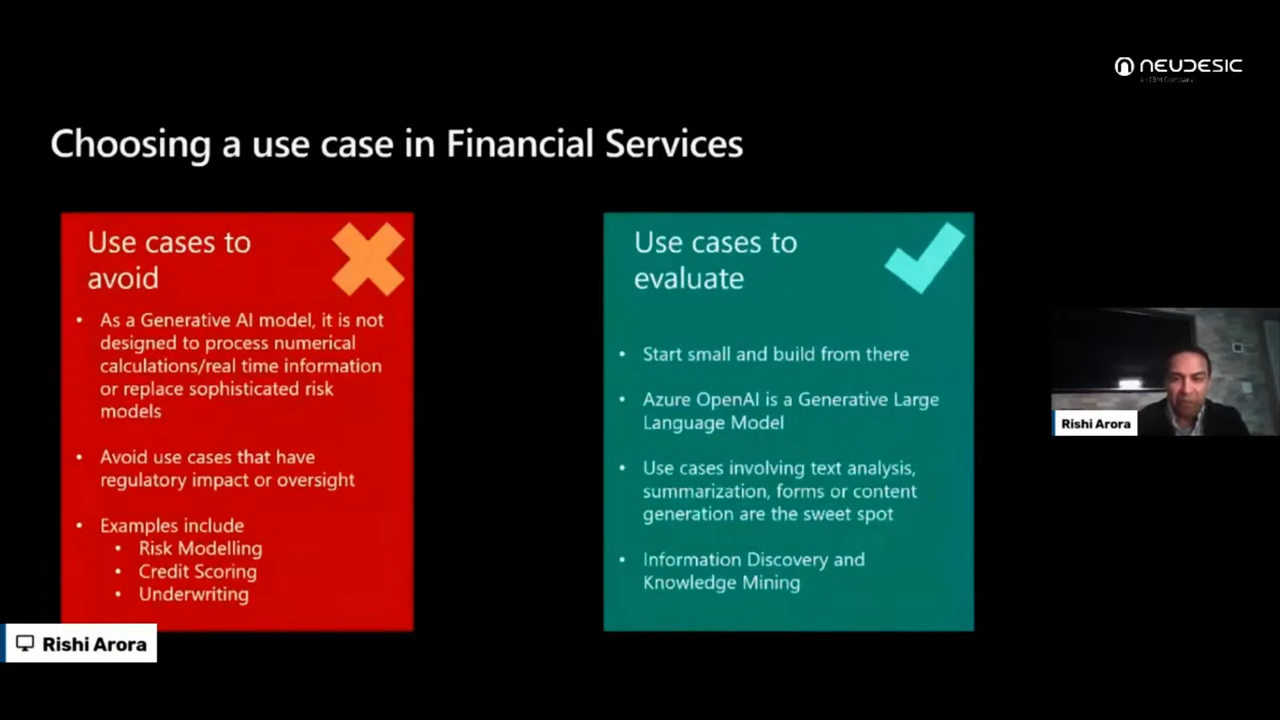 NEUDESIC
an IBM Company
Choosing a use case in Financial Services
Use cases to
avoid
• As a Generative AI model, it is not
designed to process numerical
calculations/real time information
or replace sophisticated risk
models
• Avoid use cases that have
regulatory impact or oversight
• Examples include
• Risk Modelling
• Credit Scoring
• Underwriting
Use cases to
evaluate
• Start small and build from there
• Azure OpenAI is a Generative Large
Language Model
• Use cases involving text analysis,
summarization, forms or content
generation are the sweet spot
• Information Discovery and
Knowledge Mining
Rishi Arora
Rishi Arora